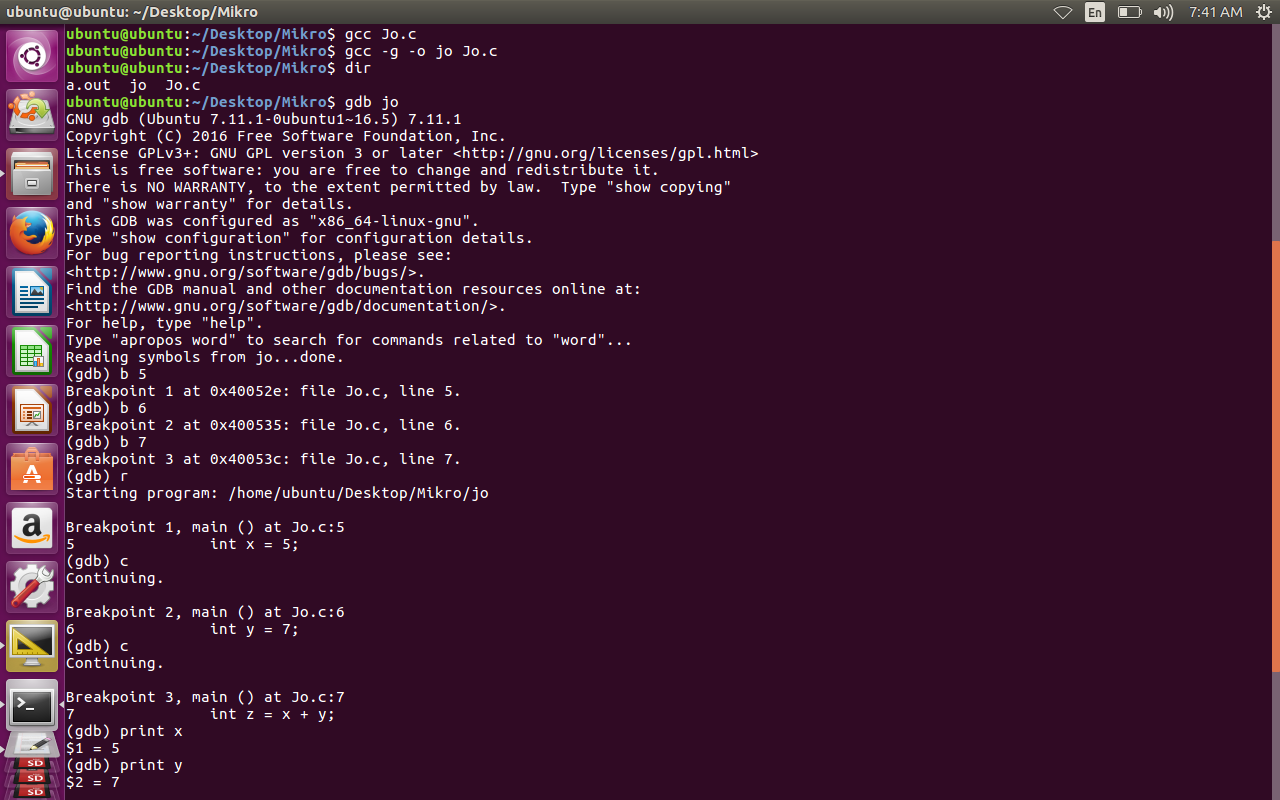 ubuntu@ubuntu: ~/Desktop/Mikro
En
7:41 AM
ubuntu@ubuntu:~/Desktop/Mikro$ gcc Jo.c
ubuntu@ubuntu:~/Desktop/Mikro$ gcc -g -o jo Jo.c
ubuntu@ubuntu:~/Desktop/Mikro$ dir
a.out  jo  Jo.c
ubuntu@ubuntu:~/Desktop/Mikro$ gdb jo
GNU gdb (Ubuntu 7.11.1-0ubuntu1~16.5) 7.11.1
Copyright (C) 2016 Free Software Foundation, Inc.
License GPLv3+: GNU GPL version 3 or later <http://gnu.org/licenses/gpl.html>
This is free software: you are free to change and redistribute it.
There is NO WARRANTY, to the extent permitted by law.  Type "show copying"
and "show warranty" for details.
This GDB was configured as "x86_64-linux-gnu".
Type "show configuration" for configuration details.
For bug reporting instructions, please see:
<http://www.gnu.org/software/gdb/bugs/>.
Find the GDB manual and other documentation resources online at:
<http://www.gnu.org/software/gdb/documentation/>.
For help, type "help".
Type "apropos word" to search for commands related to "word"...
Reading symbols from jo...done.
(gdb) b 5
Breakpoint 1 at 0x40052e: file Jo.c, line 5.
(gdb) b 6
Breakpoint 2 at 0x400535: file Jo.c, line 6.
(gdb) b 7
Breakpoint 3 at 0x40053c: file Jo.c, line 7.
(gdb) r
Starting program: /home/ubuntu/Desktop/Mikro/jo
Breakpoint 1, main () at Jo.c:5
5               int x = 5;
(gdb) c
Continuing.
Breakpoint 2, main () at Jo.c:6
6               int y = 7;
(gdb) c
Continuing.
Breakpoint 3, main () at Jo.c:7
7               int z = x + y;
(gdb) print x
$1 = 5
(gdb) print y
$2 = 7
A
a
>_
SD
SD
SD